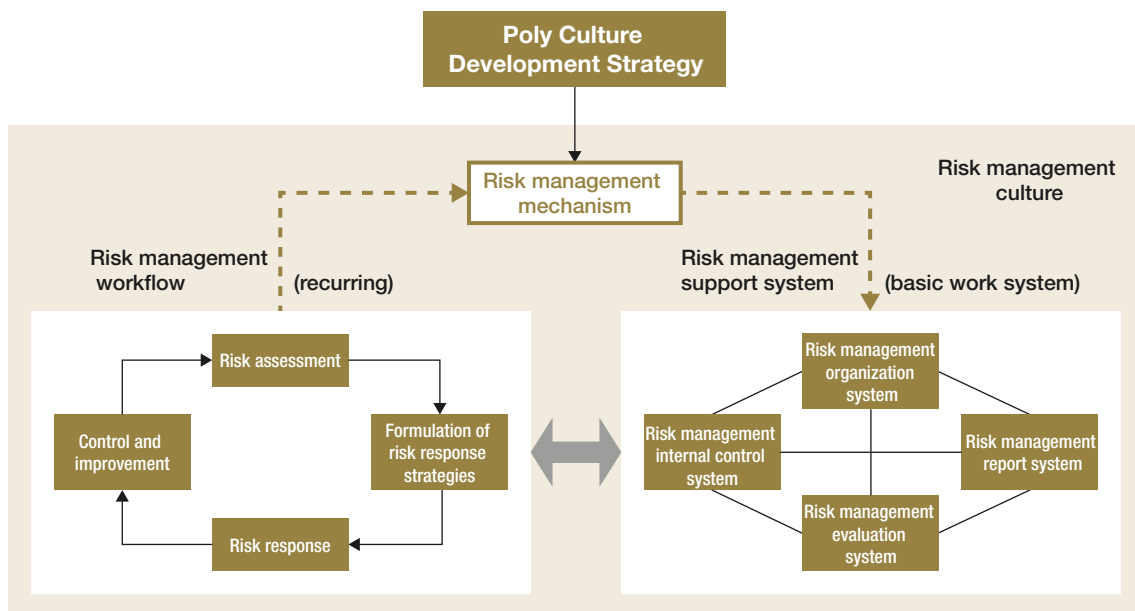 Poly Culture
Development Strategy
Risk management
mechanism
Risk management
culture
Risk management
workflow
(recurring)
Risk management
support system
(basic work system)
Risk assessment
Formulation of
risk response
strategies
Risk response
Control and
improvement
Risk management
organization
system
Risk management
internal control
system
Risk management
report system
Risk management
evaluation
system